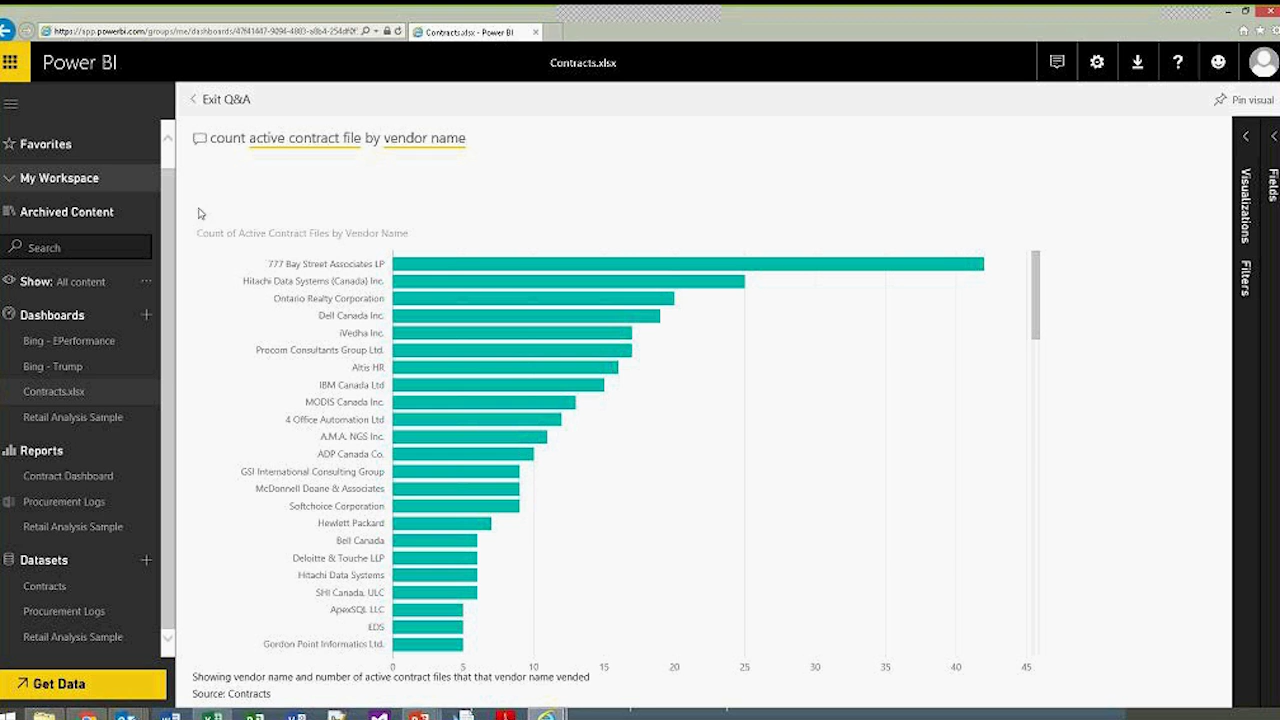 Contracts.xlsx - Power BI
Power BI
Contracts.xlsx
Exit Q&A
Pin visual
count active contract file by vendor name
Favorites
My Workspace
Archived Content
Search
Show: All content
Dashboards
Bing - EPerformance
Bing - Trump
Contracts.xlsx
Retail Analysis Sample
Reports
Contract Dashboard
Procurement Logs
Retail Analysis Sample
Datasets
Contracts
Procurement Logs
Retail Analysis Sample
Get Data
Count of Active Contract Files by Vendor Name
777 Bay Street Associates LP
Hitachi Data Systems (Canada) Inc.
Ontario Realty Corporation
Dell Canada Inc.
iVedha Inc.
Procom Consultants Group Ltd.
Altis HR
IBM Canada Ltd
MODIS Canada Inc.
4 Office Automation Ltd
A.M.A. NGS Inc.
ADP Canada Co.
GSI International Consulting Group
McDonnell Doane & Associates
Softchoice Corporation
Hewlett Packard
Bell Canada
Deloitte & Touche LLP
Hitachi Data Systems
SHI Canada, ULC
ApexSQL LLC
EDS
Gordon Point Informatics Ltd.
0 5 10 15 20 25 30 35 40 45
Showing vendor name and number of active contract files that that vendor name vended
Source: Contracts
Visualizations
Filters
Fields